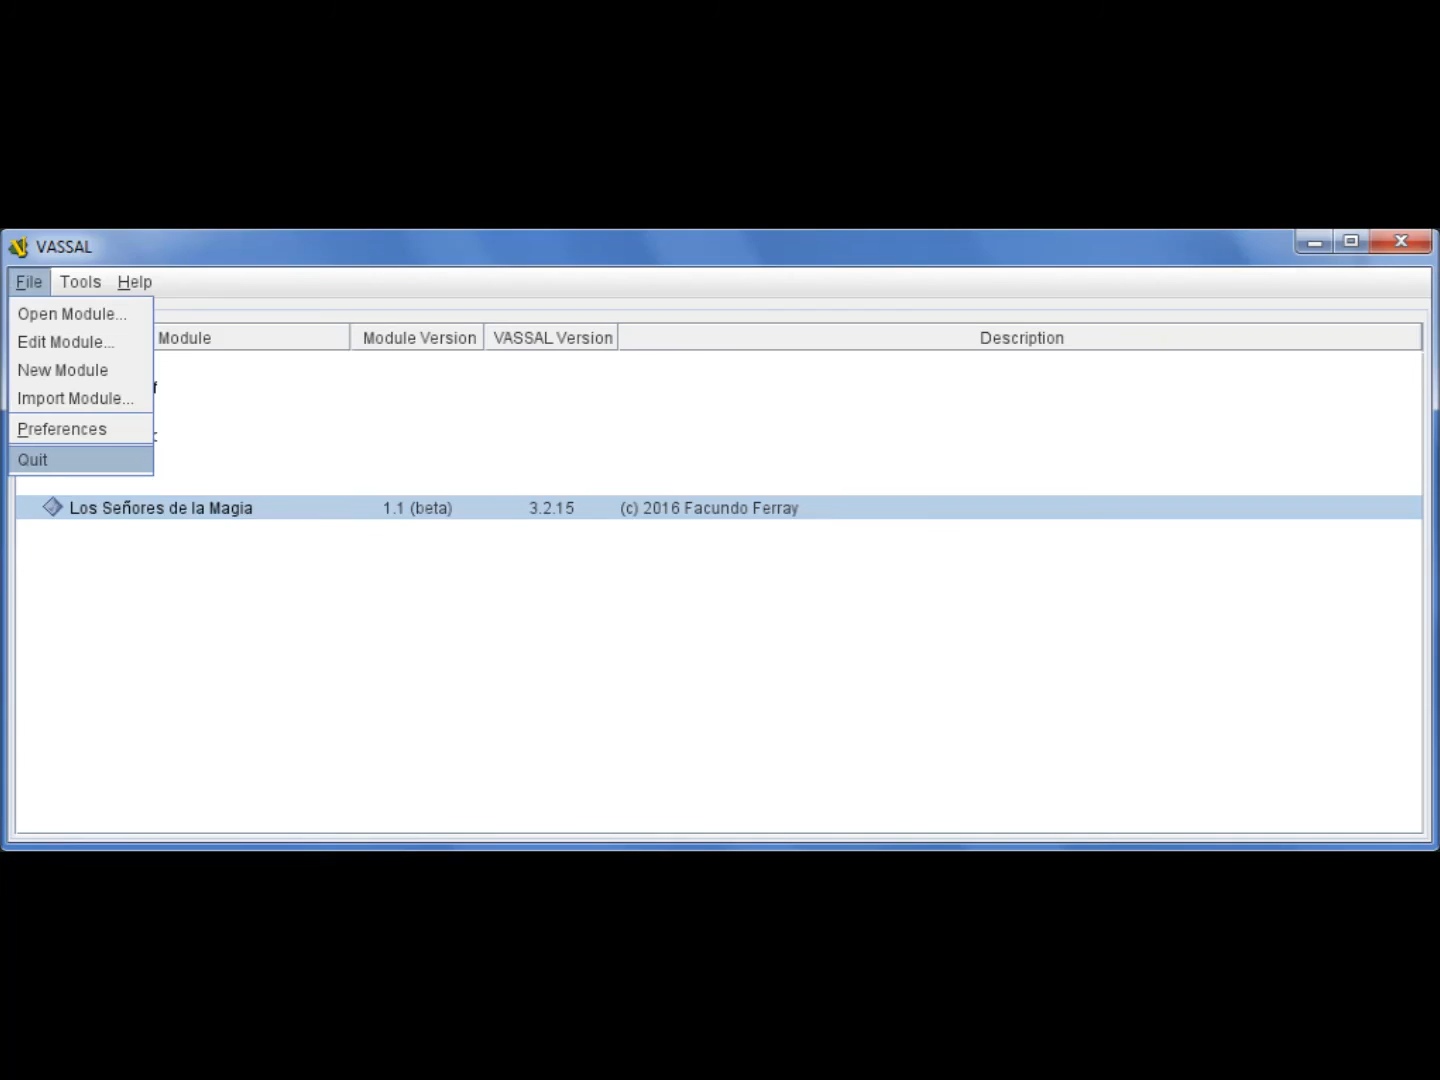 VASSAL
File Tools Help
Open Module...
Edit Module...
New Module
Import Module...
Preferences
Quit
Module Module Version VASSAL Version Description
Los Señores de la Magia 1.1 (beta) 3.2.15 (c) 2016 Facundo Ferray